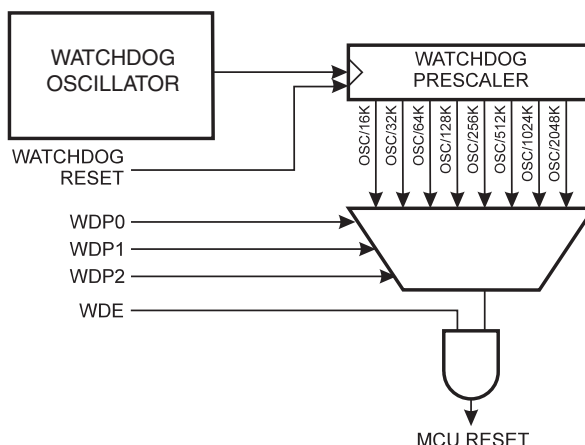 WATCHDOG
OSCILLATOR
WATCHDOG
PRESCALER
WATCHDOG
RESET
OSC/16K
OSC/32K
OSC/64K
OSC/128K
OSC/256K
OSC/512K
OSC/1024K
OSC/2048K
WDP0
WDP1
WDP2
WDE
MCU RESET